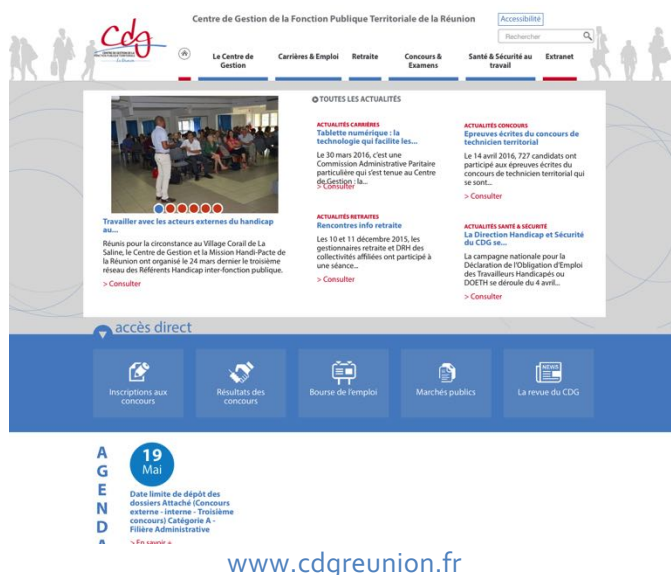 Centre de Gestion de la Fonction Publique Territoriale de la Réunion
Accessibilité
Rechercher
cdg
La Réunion
Le Centre de
Gestion
Carrières & Emploi
Retraite
Concours &
Examens
Santé & Sécurité au
travail
Extranet
TOUTES LES ACTUALITÉS
Travailler avec les acteurs externes du handicap
au...
Réunis pour la circonstance au Village Corail de La
Saline, le Centre de Gestion et la Mission Handi-Pacte de
la Réunion ont organisé le 24 mars dernier le troisième
réseau des Référents Handicap inter-fonction publique.
> Consulter
ACTUALITÉS CARRIÈRES
Tablette numérique : la
technologie qui facilite les...
Le 30 mars 2016, c'est une
Commission Administrative Paritaire
particulière qui s'est tenue au Centre
de Gestion : la...
> Consulter
ACTUALITÉS RETRAITES
Rencontres info retraite
Les 10 et 11 décembre 2015, les
gestionnaires retraite et DRH des
collectivités affiliées ont participé à
une séance...
> Consulter
ACTUALITÉS CONCOURS
Epreuves écrites du concours de
technicien territorial
Le 14 avril 2016, 727 candidats ont
participé aux épreuves écrites du
concours de technicien territorial qui
se sont...
> Consulter
ACTUALITÉS SANTÉ & SÉCURITÉ
La Direction Handicap et Sécurité
du CDG se...
La campagne nationale pour la
Déclaration de l'Obligation d'Emploi
des Travailleurs Handicapés ou
DOETH se déroule du 4 avril...
> Consulter
accès direct
Inscriptions aux
concours
Résultats des
concours
Bourse de l'emploi
Marchés publics
NEWS
La revue du CDG
AGENDA
19
Mai
Date limite de dépôt des
dossiers Attaché (Concours
externe - interne - Troisième
concours) Catégorie A -
Filière Administrative
> En savoir +
www.cdgreunion.fr